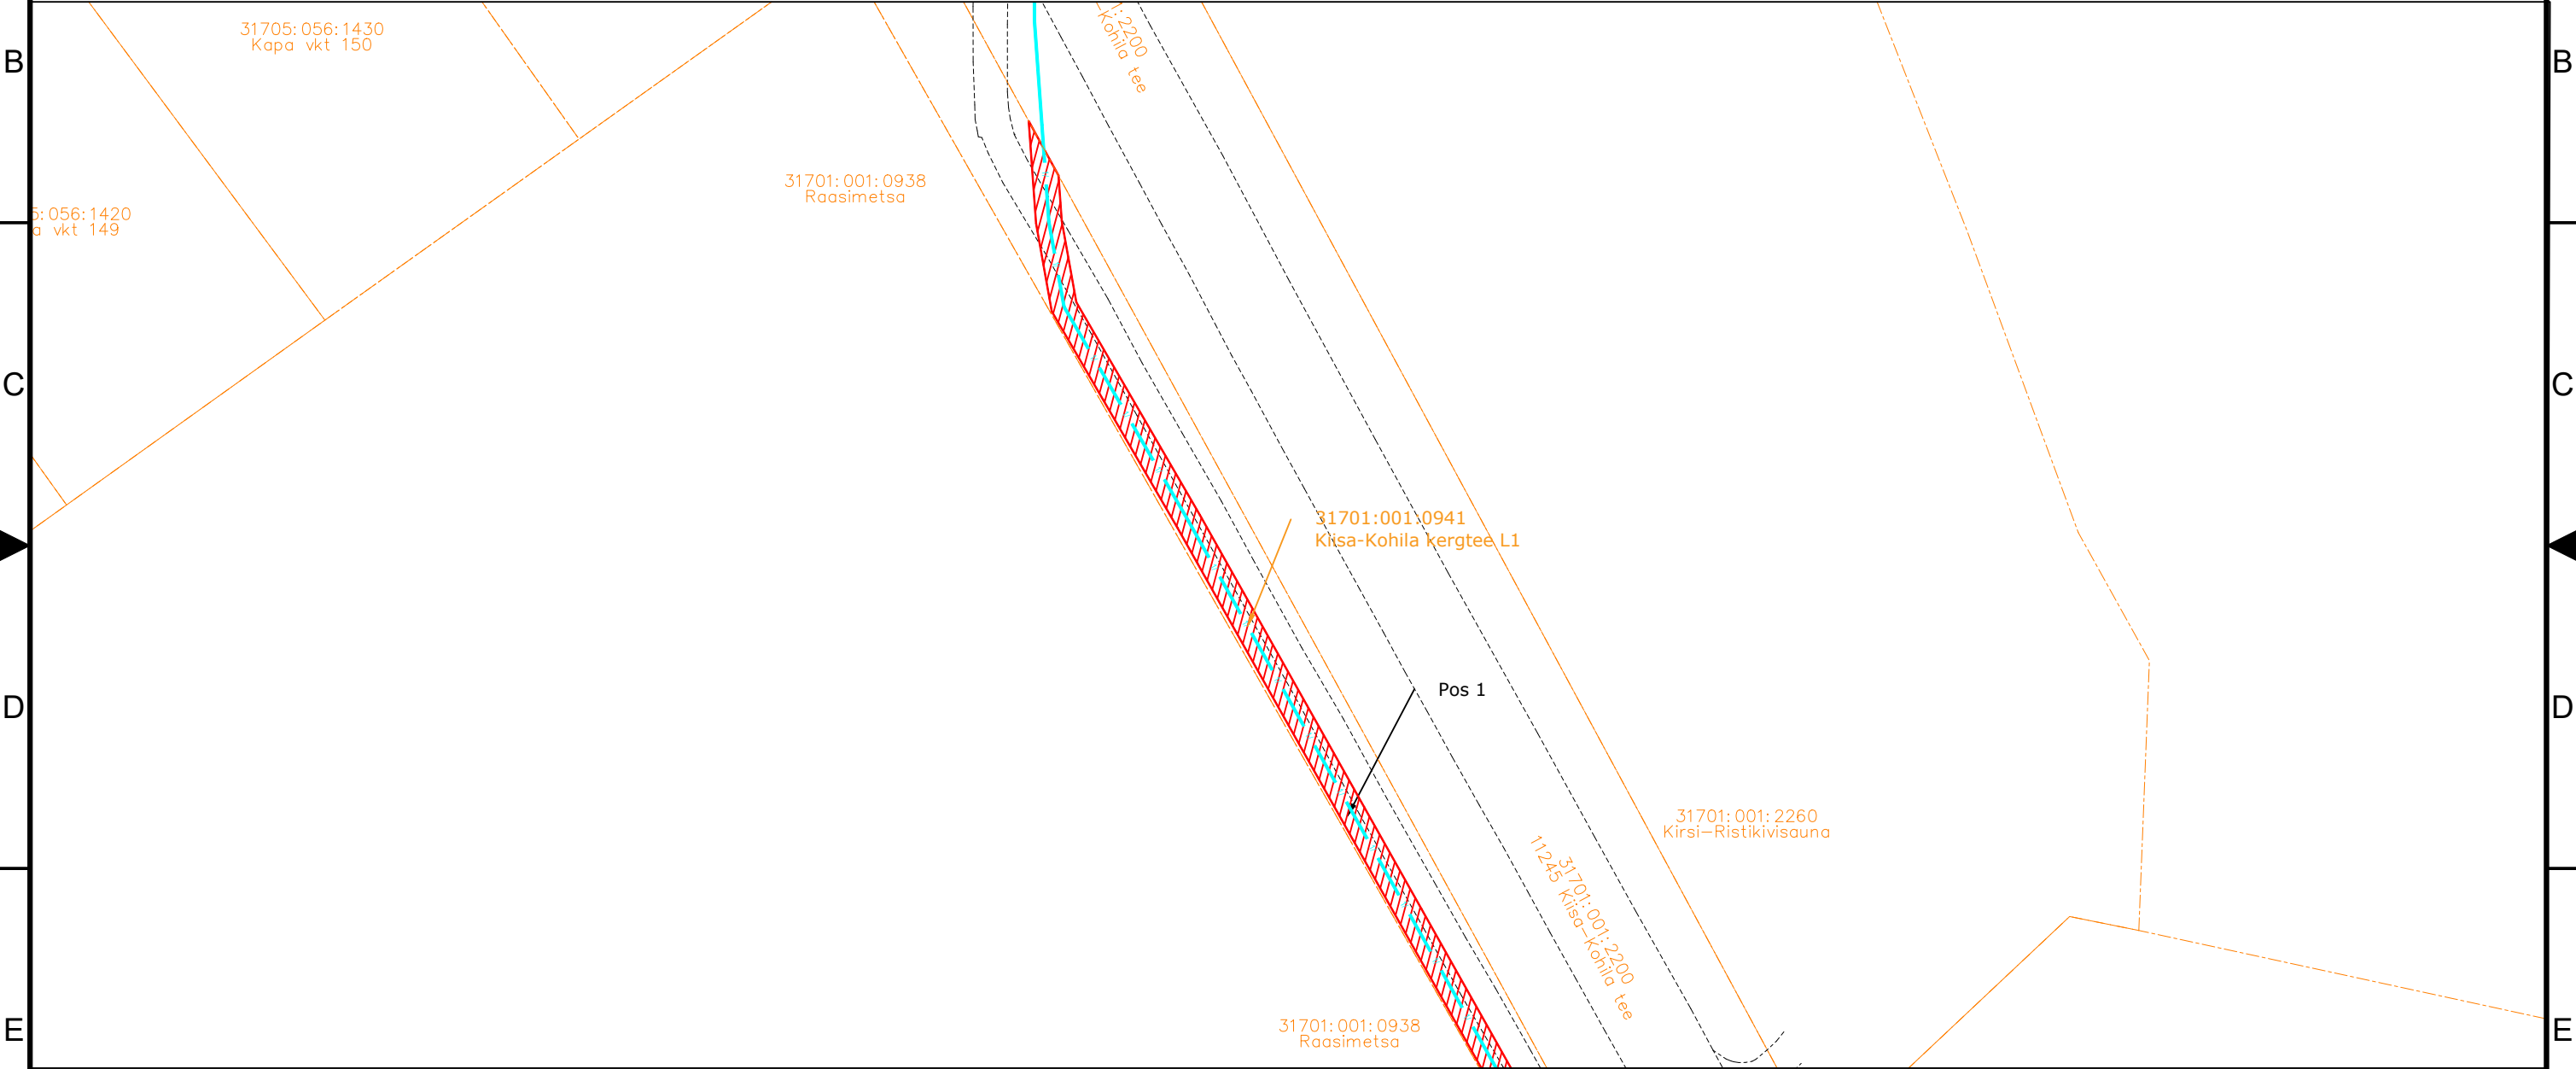 B
31705:056:1430
Kapa vkt 150
1:2200
-Kohila tee
B
31701:001:0938
Raasimetsa
5:056:1420
a vkt 149
C
C
31701:001:0941
Kiisa-Kohila kergtee L1
D
Pos 1
D
31701:001:2260
Kirsi-Ristikivisauna
31701:001:2200
11245 Kiisa-Kohila tee
E
31701:001:0938
Raasimetsa
E